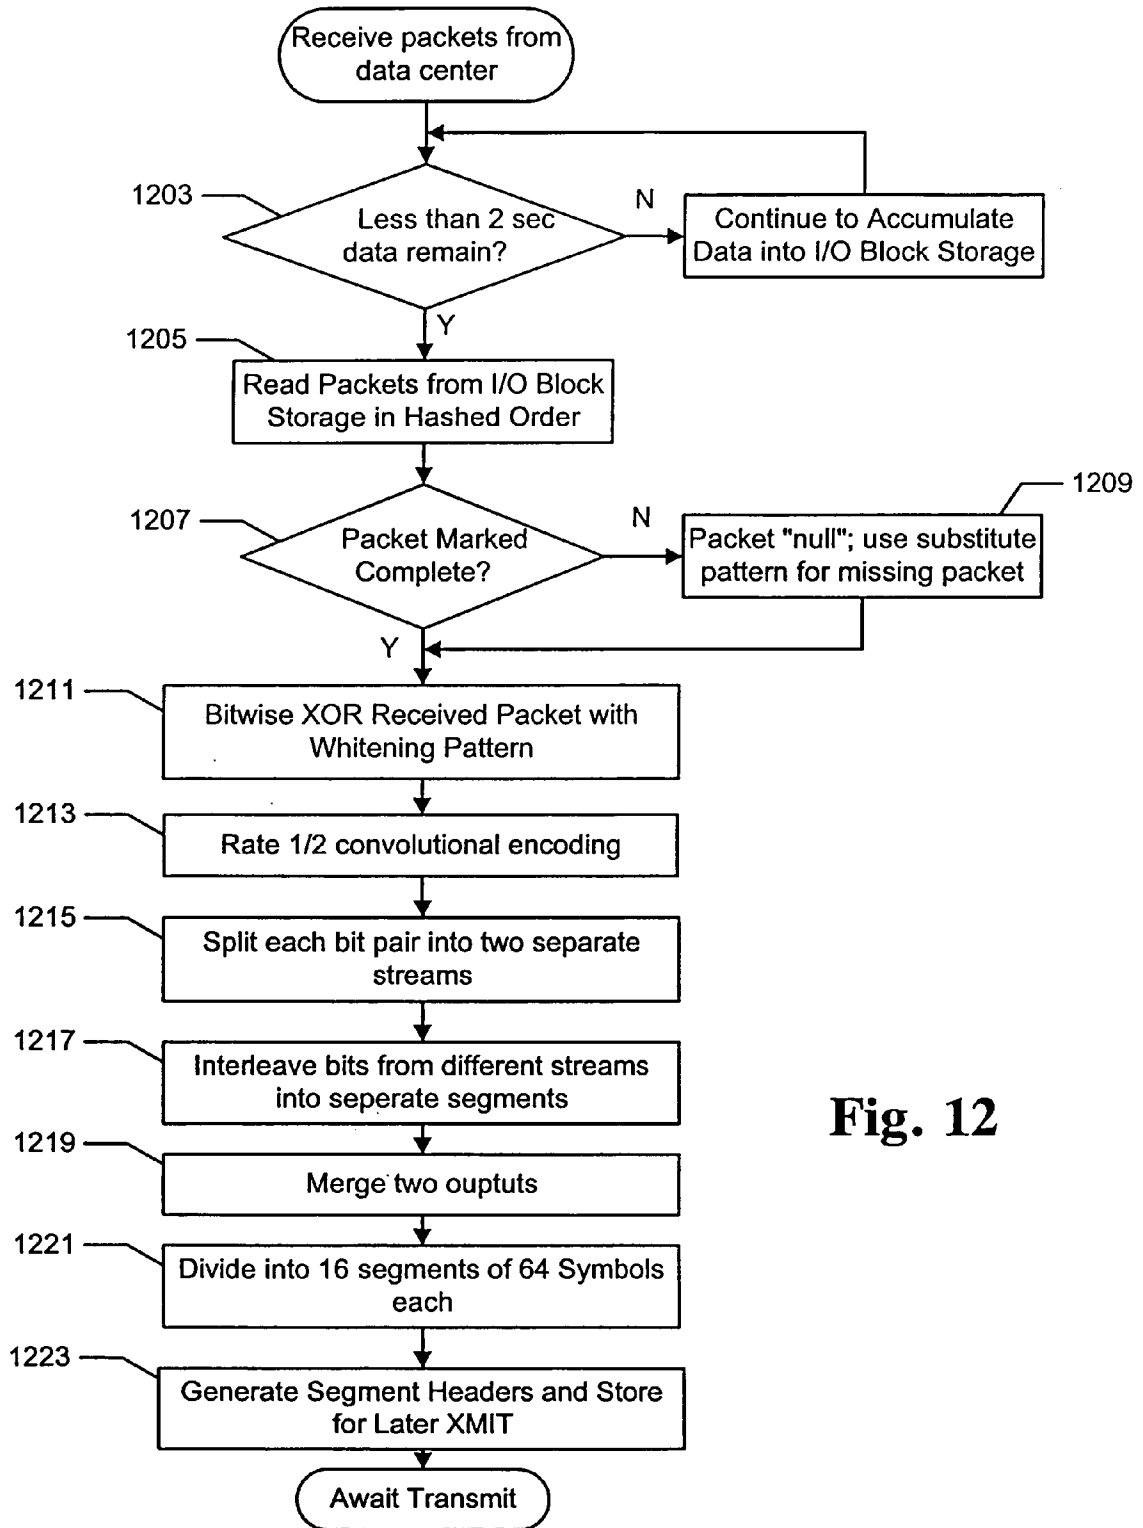 Receive packets from
data center
1203
Less than 2 sec
data remain?
N
Continue to Accumulate
Data into I/O Block Storage
Y
1205
Read Packets from I/O Block
Storage in Hashed Order
1207
Packet Marked
Complete?
N
1209
Packet "null"; use substitute
pattern for missing packet
Y
1211
Bitwise XOR Received Packet with
Whitening Pattern
1213
Rate 1/2 convolutional encoding
1215
Split each bit pair into two separate
streams
1217
Interleave bits from different streams
into seperate segments
Fig. 12
1219
Merge two ouptuts
1221
Divide into 16 segments of 64 Symbols
each
1223
Generate Segment Headers and Store
for Later XMIT
Await Transmit